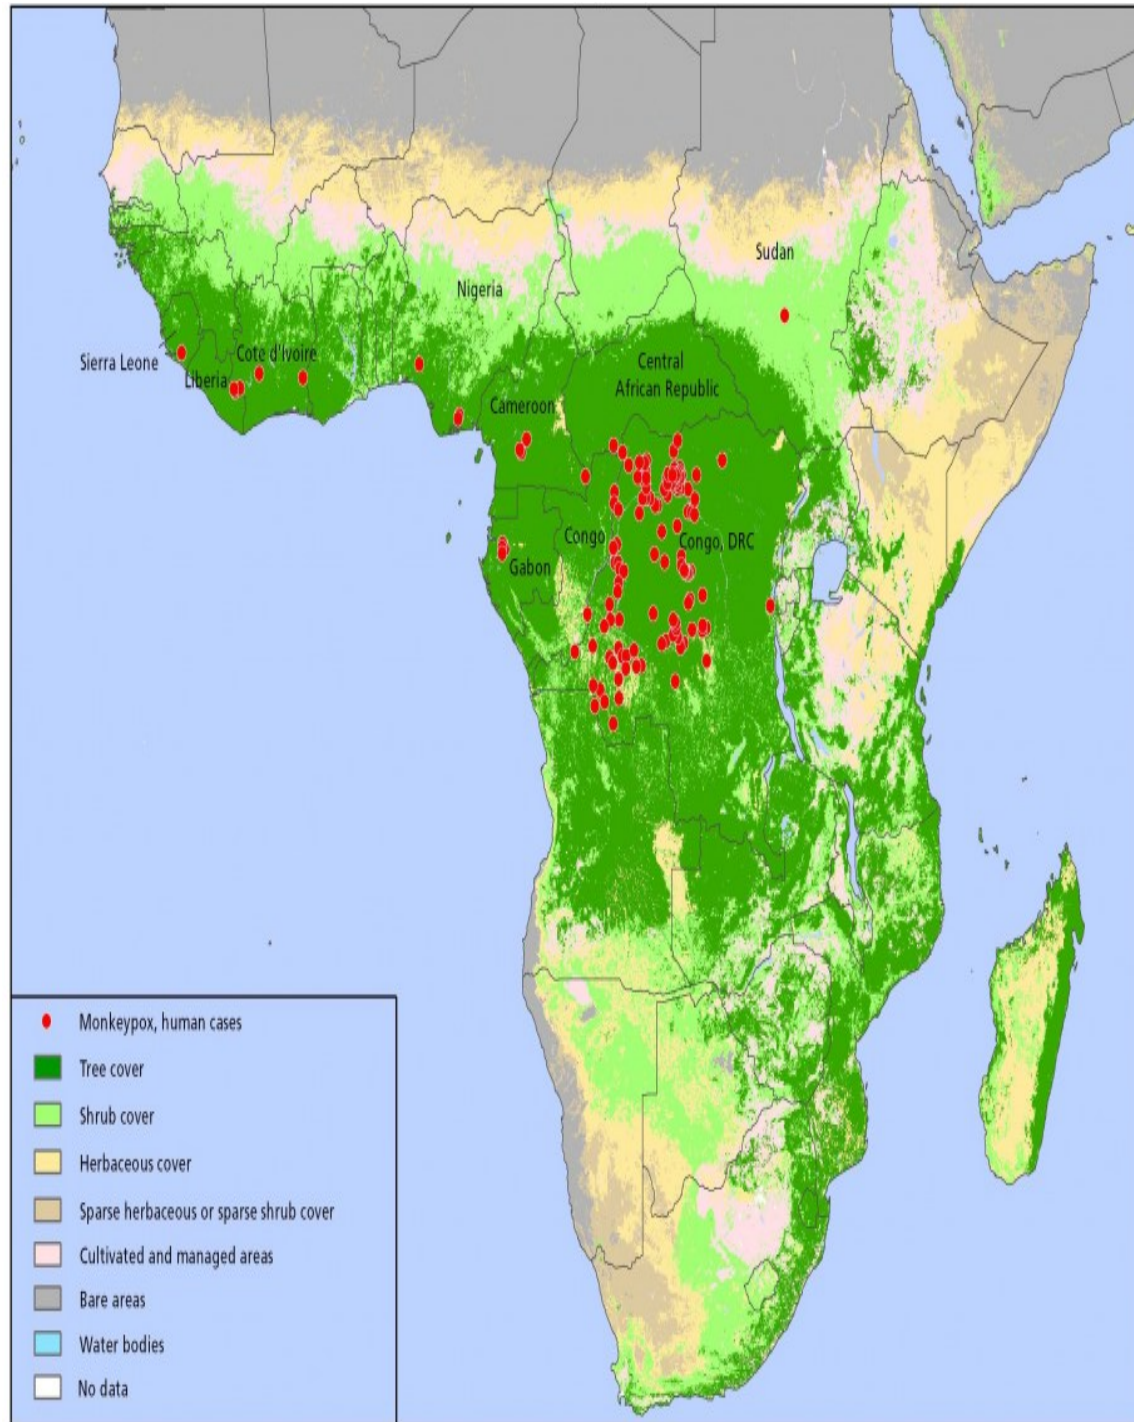 Sudan
Nigeria
Sierra Leone
Cote d'Ivoire
Liberia
Central
African Republic
Cameroon
Congo
Congo, DRC
Gabon
Monkeypox, human cases
Tree cover
Shrub cover
Herbaceous cover
Sparse herbaceous or sparse shrub cover
Cultivated and managed areas
Bare areas
Water bodies
No data